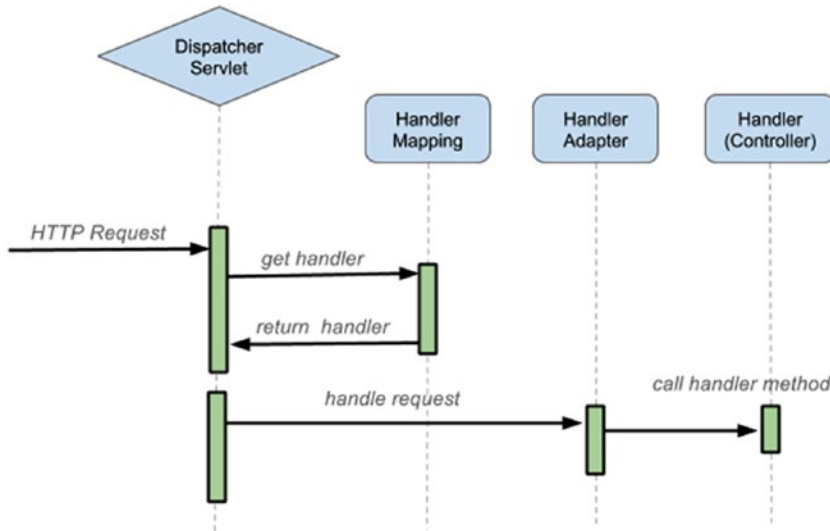 Dispatcher
Servlet
Handler
Mapping
Handler
Adapter
Handler
(Controller)
HTTP Request
get handler
return handler
handle request
call handler method